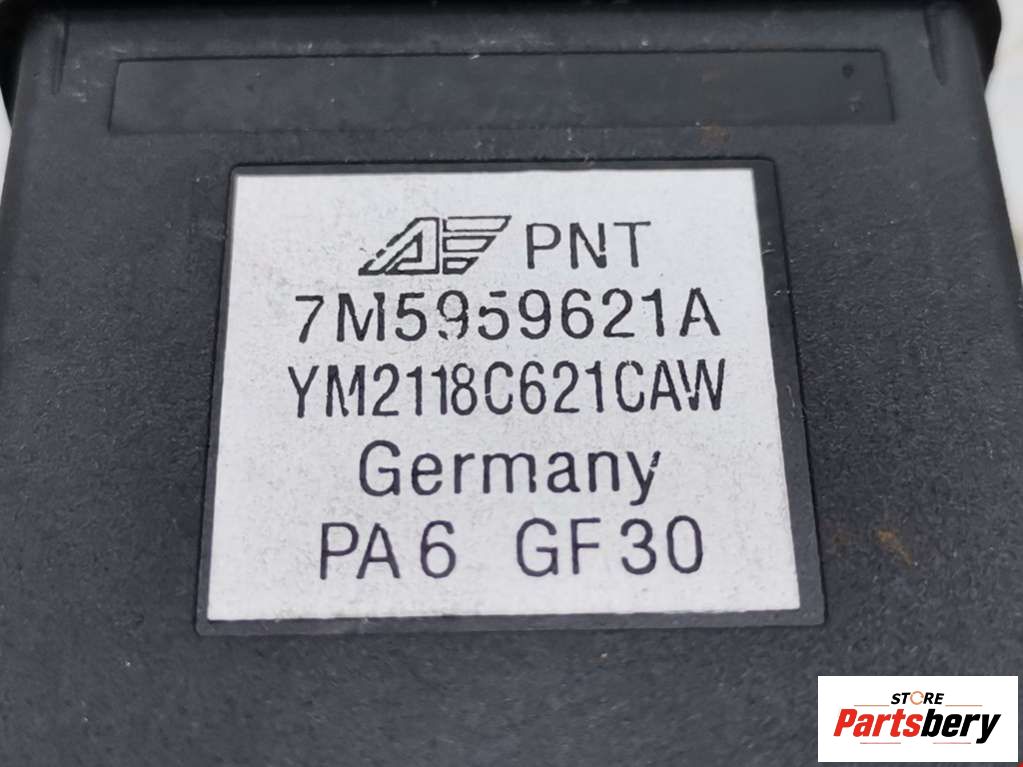 PNT
7M5959621A
YM2118C621CAW
Germany
PA6 GF30
STORE
Partsbery